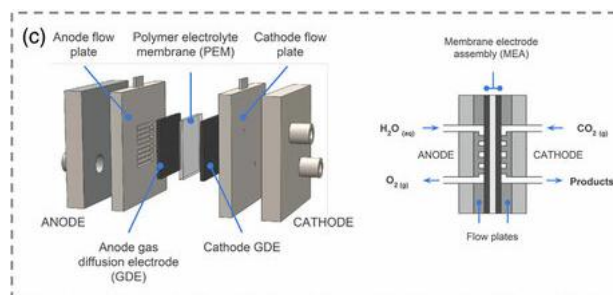 (c)
Anode flow
plate
Polymer electrolyte
membrane (PEM)
Cathode flow
plate
ANODE
Anode gas
diffusion electrode
(GDE)
Cathode GDE
CATHODE
Membrane electrode
assembly (MEA)
H2O (aq)
CO2 (g)
ANODE
CATHODE
O2 (g)
Products
Flow plates